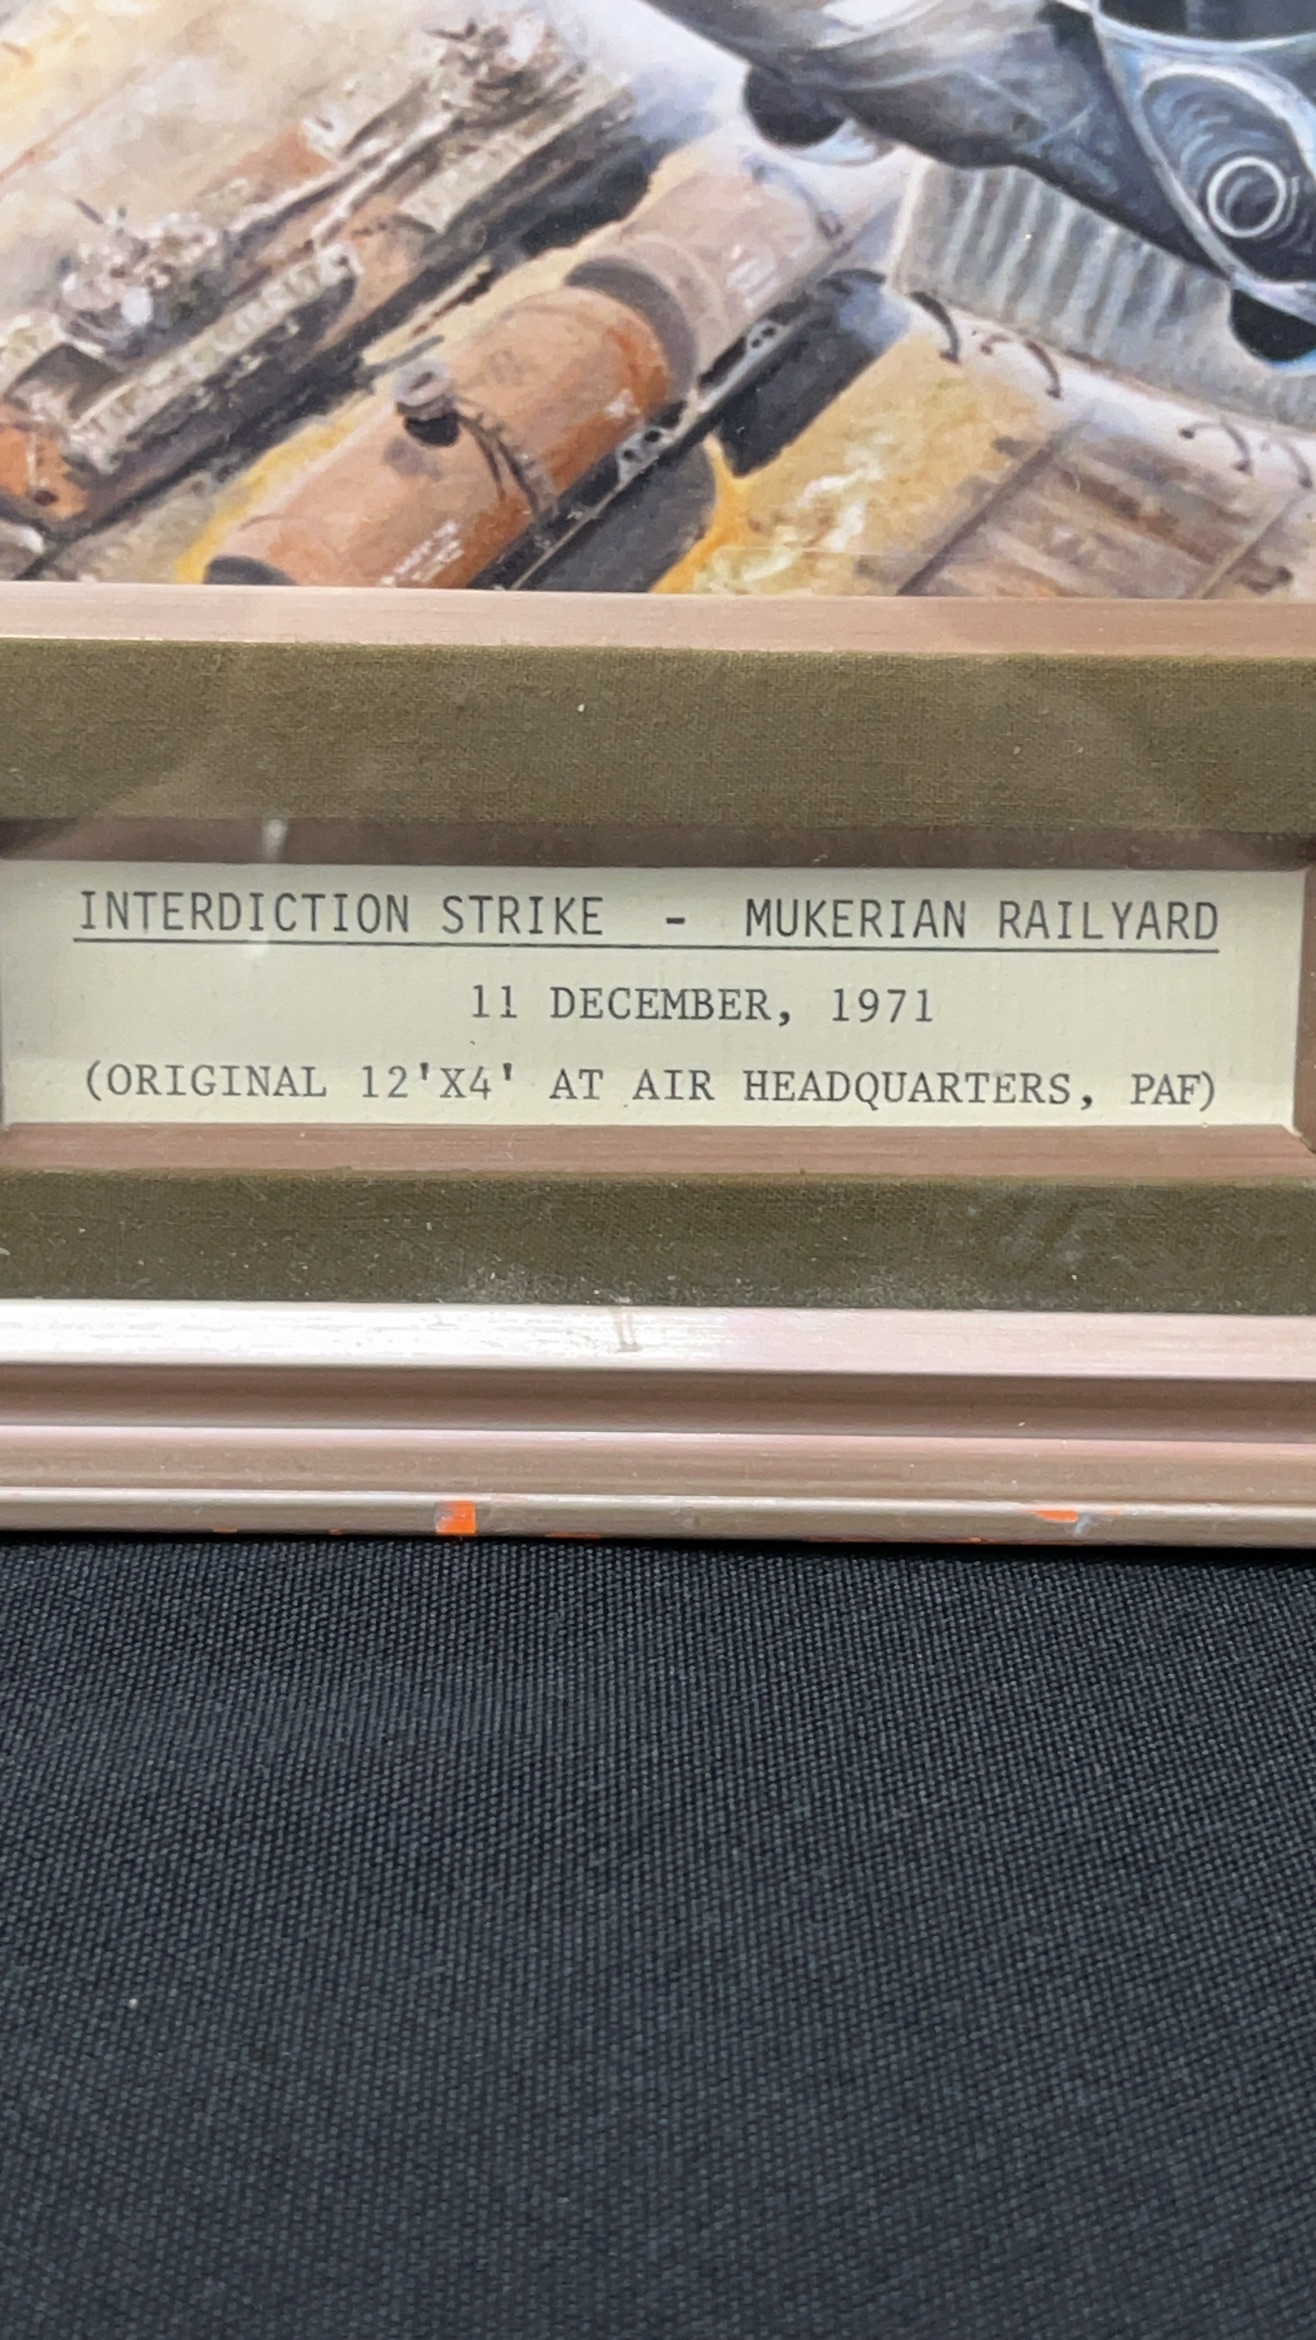 INTERDICTION STRIKE - MUKERIAN RAILYARD
11 DECEMBER, 1971
(ORIGINAL 12'X4' AT AIR HEADQUARTERS, PAF)